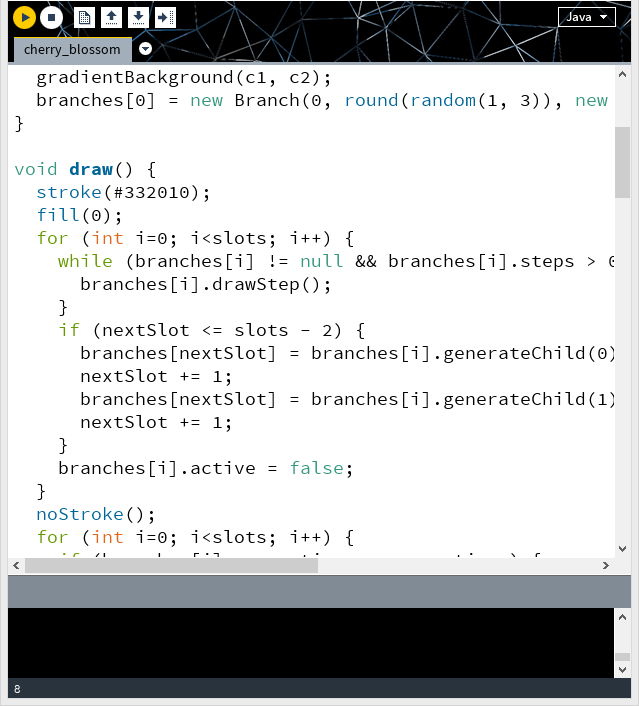 Java
cherry_blossom
gradientBackground(c1, c2);
branches[0] = new Branch(0, round(random(1, 3)), new
}
void draw() {
stroke(#332010);
fill(0);
for (int i=0; i<slots; i++) {
while (branches[i] != null && branches[i].steps > 0
branches[i].drawStep();
}
if (nextSlot <= slots - 2) {
branches[nextSlot] = branches[i].generateChild(0)
nextSlot += 1;
branches[nextSlot] = branches[i].generateChild(1)
nextSlot += 1;
}
branches[i].active = false;
}
noStroke();
for (int i=0; i<slots; i++) {
8